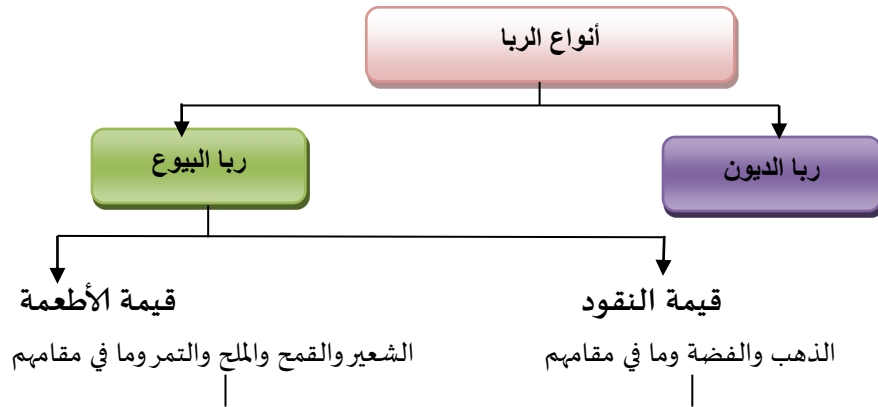 أنواع الربا
ربا الديون
ربا البيوع
قيمة النقود
قيمة الأطعمة
الذهب والفضة وما في مقامهم
الشعير والقمح والملح والتمر وما في مقامهم